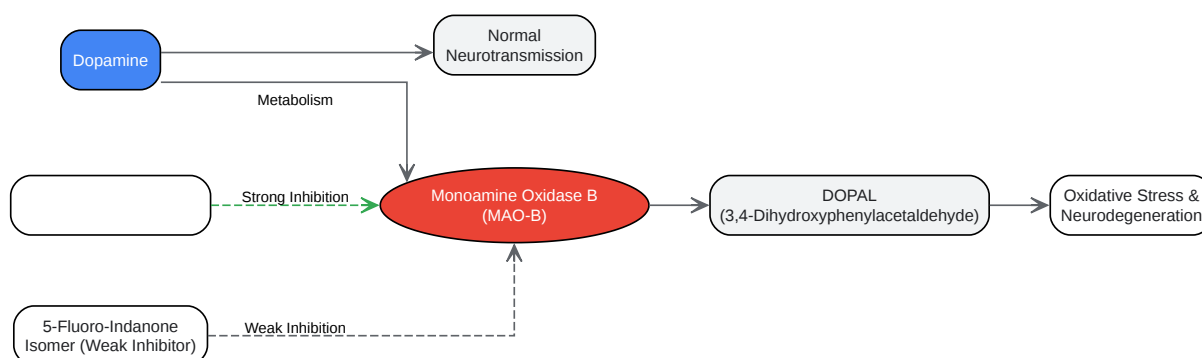 Dopamine
Normal
Neurotransmission
Metabolism
Strong Inhibition
Monoamine Oxidase B
(MAO-B)
DOPAL
(3,4-Dihydroxyphenylacetaldehyde)
Oxidative Stress &
Neurodegeneration
5-Fluoro-Indanone
Isomer (Weak Inhibitor)
Weak Inhibition